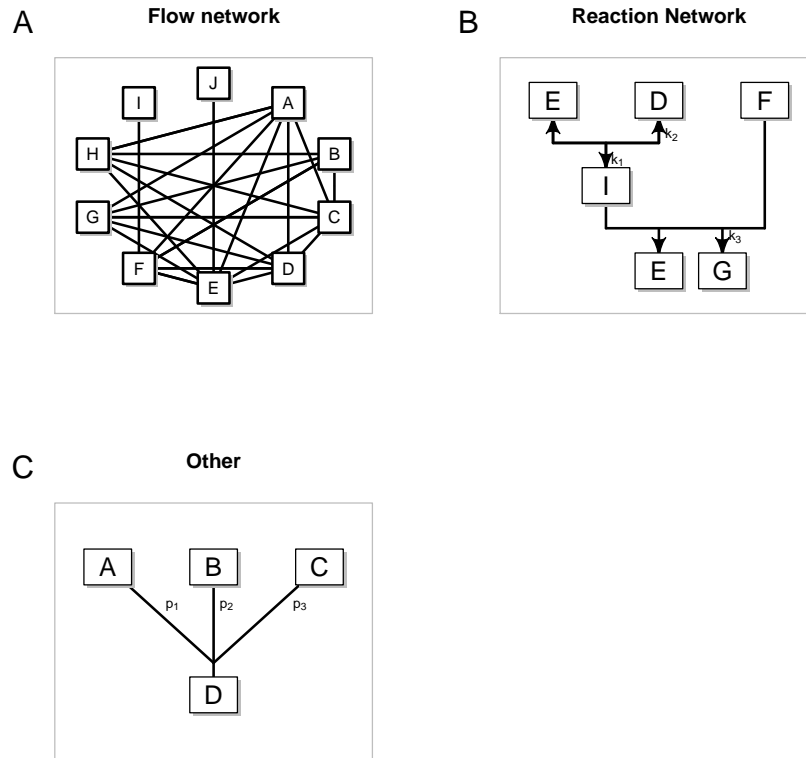 A
Flow network
J
I
A
H
B
G
C
F
D
E
B
Reaction Network
E
D
F
k2
k1
I
k3
E
G
C
Other
A
B
C
p1
p2
p3
D